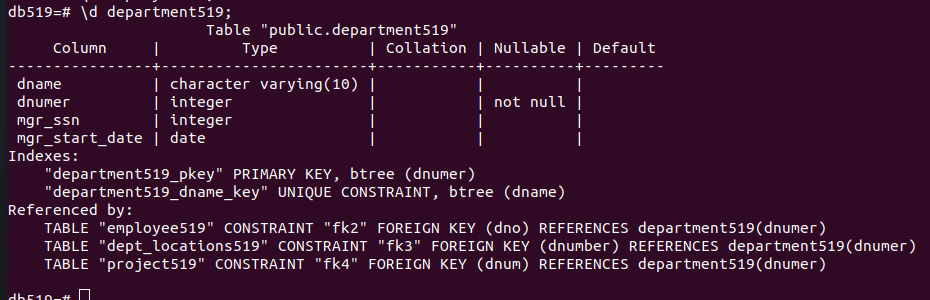 db519=# \d department519;
                        Table "public.department519"
     Column     |         Type          | Collation | Nullable | Default
----------------+-----------------------+-----------+----------+---------
 dname          | character varying(10) |           |          |
 dnumer         | integer               |           | not null |
 mgr_ssn        | integer               |           |          |
 mgr_start_date | date                  |           |          |
Indexes:
    "department519_pkey" PRIMARY KEY, btree (dnumer)
    "department519_dname_key" UNIQUE CONSTRAINT, btree (dname)
Referenced by:
    TABLE "employee519" CONSTRAINT "fk2" FOREIGN KEY (dno) REFERENCES department519(dnumer)
    TABLE "dept_locations519" CONSTRAINT "fk3" FOREIGN KEY (dnumber) REFERENCES department519(dnumer)
    TABLE "project519" CONSTRAINT "fk4" FOREIGN KEY (dnum) REFERENCES department519(dnumer)
db519=#